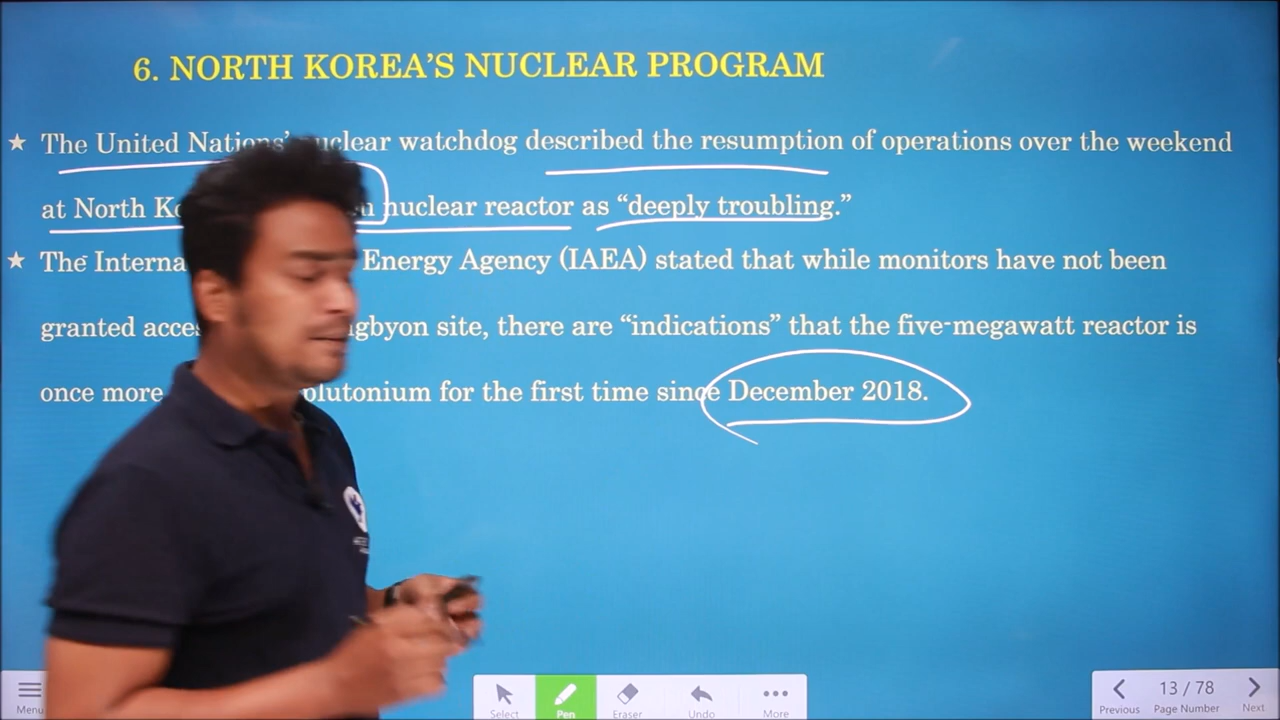 6. NORTH KOREA'S NUCLEAR PROGRAM
★ The United Nations' nuclear watchdog described the resumption of operations over the weekend
at North nuclear reactor as “deeply troubling.”
★ The Energy Agency (IAEA) stated that while monitors have not been
granted site, there are “indications” that the five-megawatt reactor is
once more plutonium for the first time since December 2018.
Menu
Select
Pen
Eraser
Undo
More
Previous
13 / 78
Page Number
Next